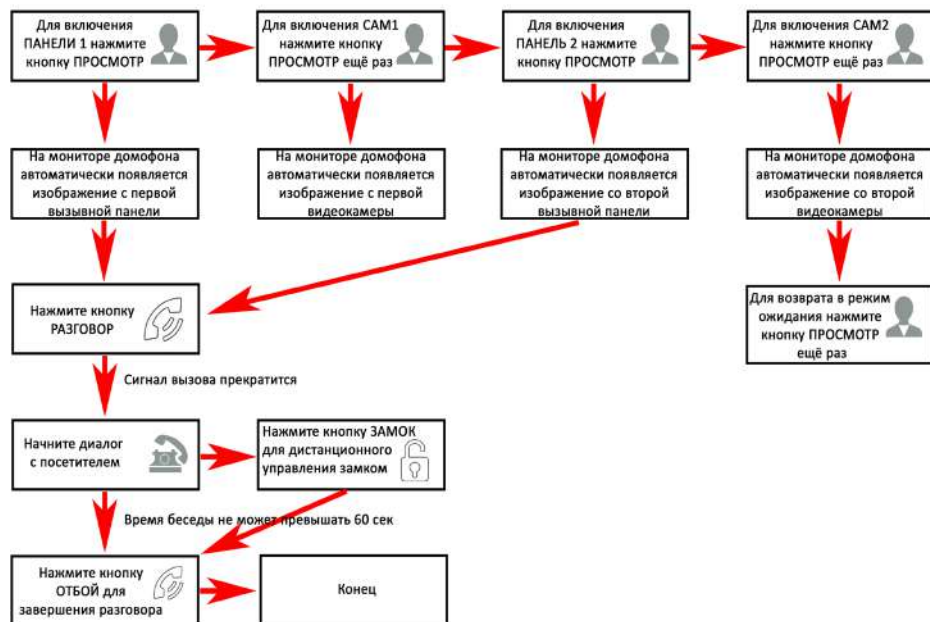 Для включения
ПАНЕЛИ 1 нажмите
кнопку ПРОСМОТР
Для включения CAM1
нажмите кнопку
ПРОСМОТР ещё раз
Для включения
ПАНЕЛЬ 2 нажмите
кнопку ПРОСМОТР
Для включения CAM2
нажмите кнопку
ПРОСМОТР ещё раз
На мониторе домофона
автоматически появляется
изображение с первой
вызывной панели
На мониторе домофона
автоматически появляется
изображение с первой
видеокамеры
На мониторе домофона
автоматически появляется
изображение со второй
вызывной панели
На мониторе домофона
автоматически появляется
изображение со второй
видеокамеры
Нажмите кнопку
РАЗГОВОР
Для возврата в режим
ожидания нажмите
кнопку ПРОСМОТР
ещё раз
Сигнал вызова прекратится
Начните диалог
с посетителем
Нажмите кнопку ЗАМОК
для дистанционного
управления замком
Время беседы не может превышать 60 сек
Нажмите кнопку
ОТБОЙ для
завершения разговора
Конец